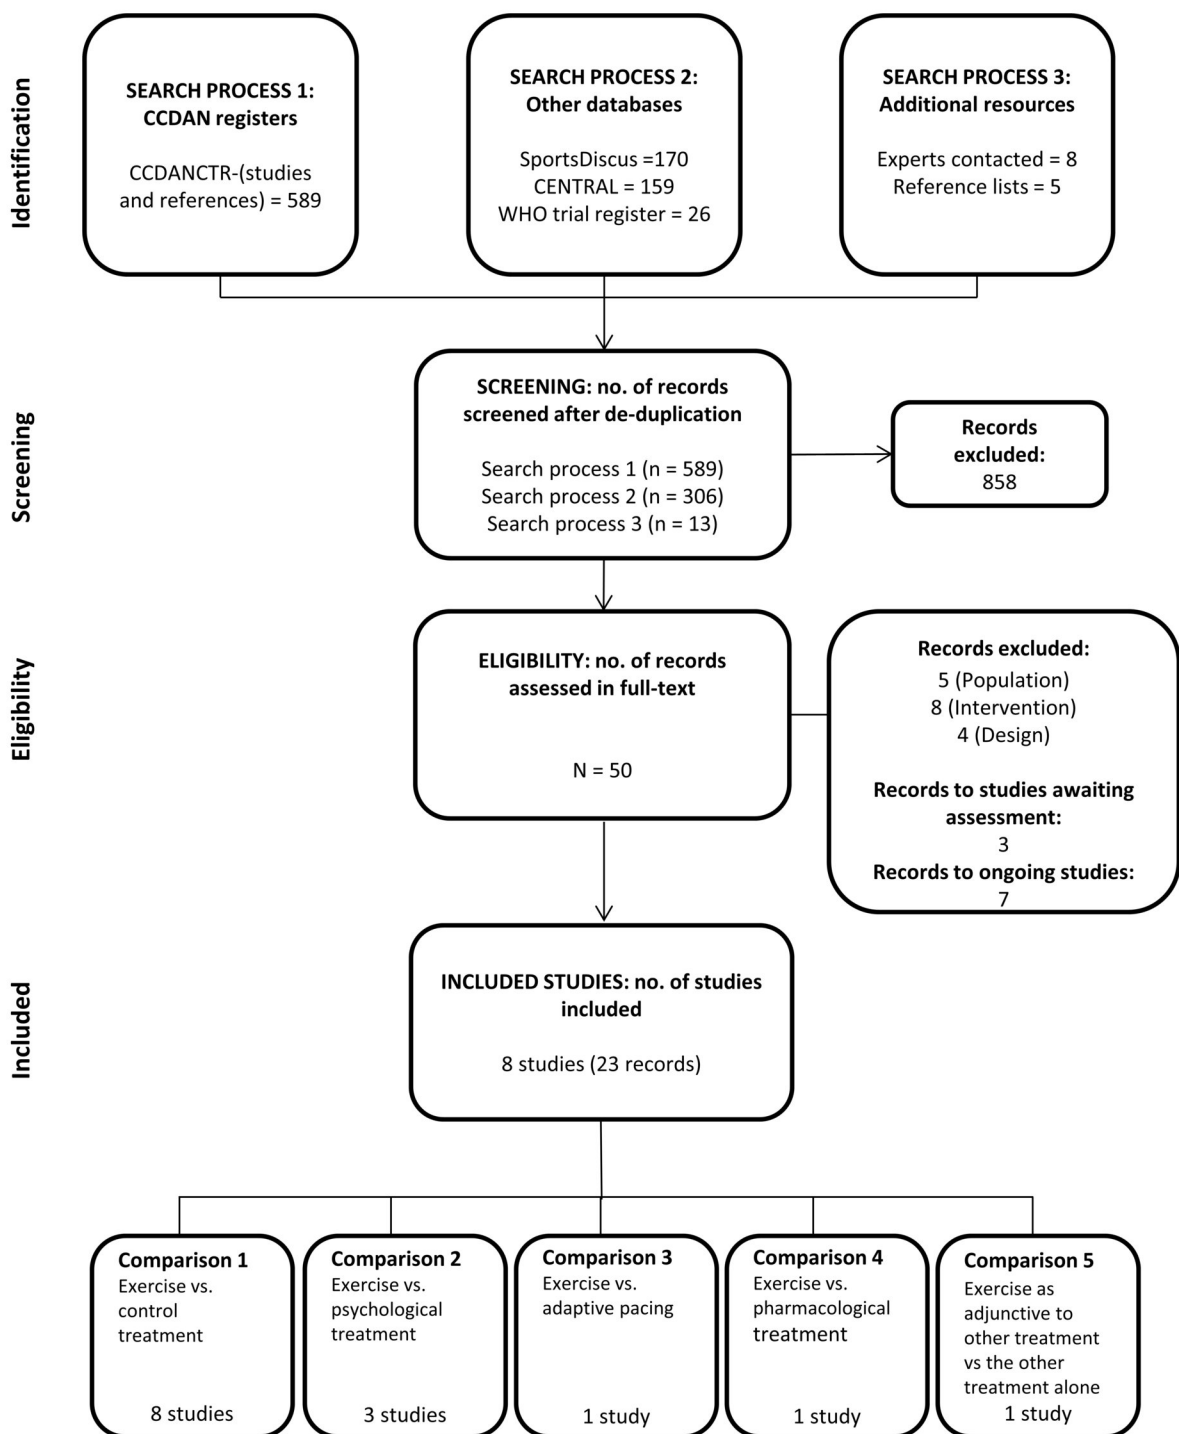 Identification
SEARCH PROCESS 1:
CCDAN registers
CCDANCTR-(studies
and references) = 589
SEARCH PROCESS 2:
Other databases
SportsDiscus =170
CENTRAL = 159
WHO trial register = 26
SEARCH PROCESS 3:
Additional resources
Experts contacted = 8
Reference lists = 5
Screening
SCREENING: no. of records
screened after de-duplication
Search process 1 (n = 589)
Search process 2 (n = 306)
Search process 3 (n = 13)
Records
excluded:
858
Eligibility
ELIGIBILITY: no. of records
assessed in full-text
N = 50
Records excluded:
5 (Population)
8 (Intervention)
4 (Design)
Records to studies awaiting
assessment:
3
Records to ongoing studies:
7
Included
INCLUDED STUDIES: no. of studies
included
8 studies (23 records)
Comparison 1
Exercise vs.
control
treatment
8 studies
Comparison 2
Exercise vs.
psychological
treatment
3 studies
Comparison 3
Exercise vs.
adaptive pacing
1 study
Comparison 4
Exercise vs.
pharmacological
treatment
1 study
Comparison 5
Exercise as
adjunctive to
other treatment
vs the other
treatment alone
1 study